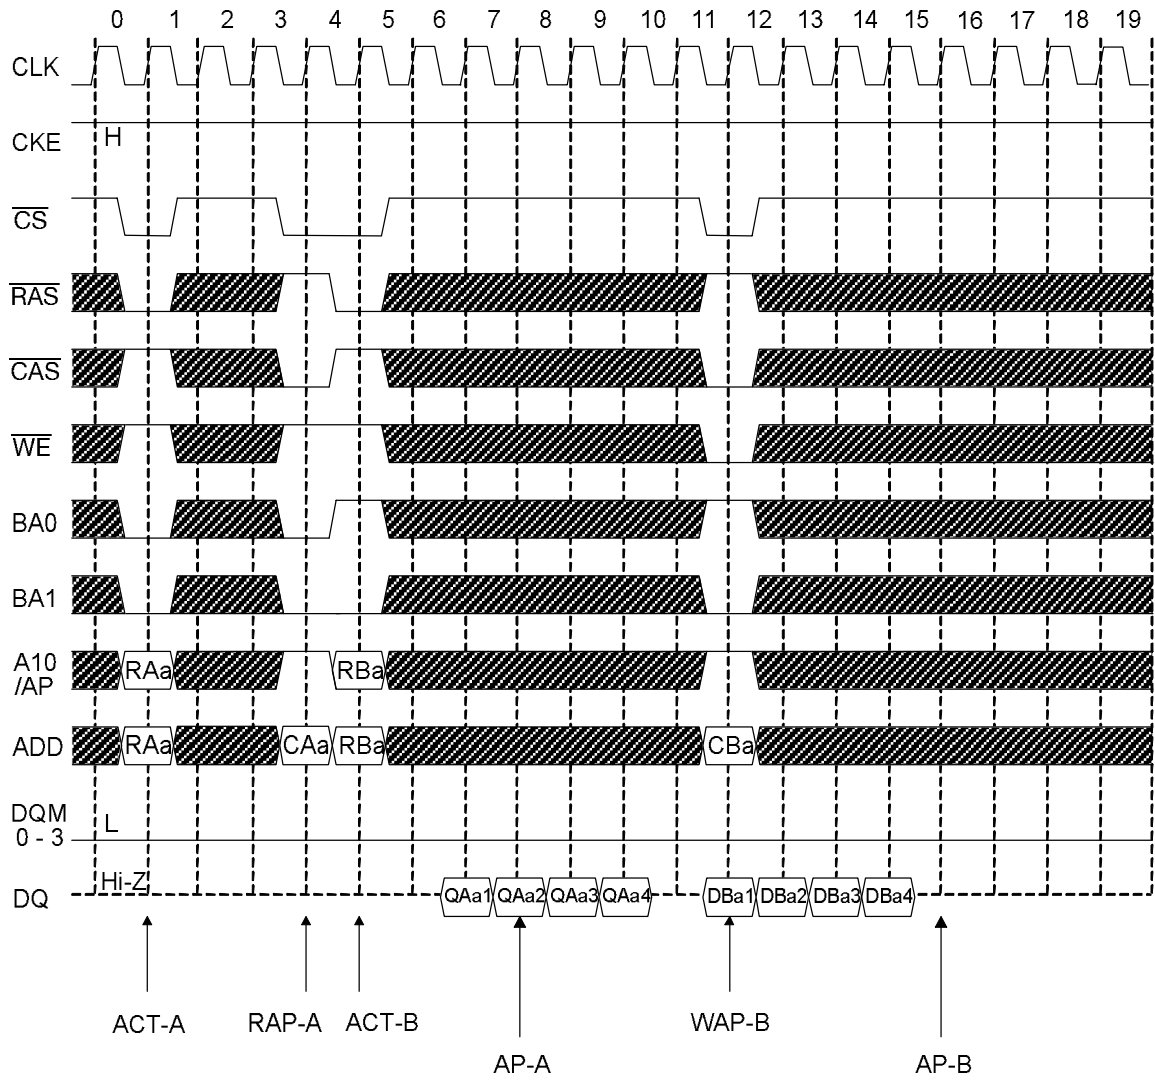 0 1 2 3 4 5 6 7 8 9 10 11 12 13 14 15 16 17 18 19
CLK
CKE H
CS
RAS
CAS
WE
BA0
BA1
A10
/AP RAa RBa
ADD RAa CAa RBa CBa
DQM
0 - 3 L
DQ Hi-Z QAa1 QAa2 QAa3 QAa4 DBa1 DBa2 DBa3 DBa4
ACT-A RAP-A ACT-B WAP-B
AP-A AP-B